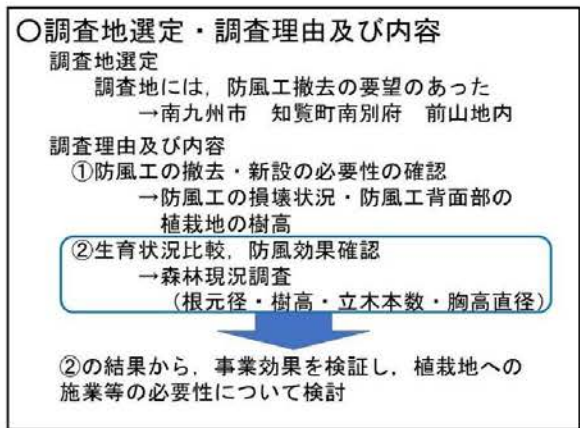 〇調査地選定・調査理由及び内容
調査地選定
調査地には，防風工撤去の要望のあった
→南九州市　知覧町南別府　前山地内
調査理由及び内容
①防風工の撤去・新設の必要性の確認
→防風工の損壊状況・防風工背面部の
植栽地の樹高
②生育状況比較，防風効果確認
→森林現況調査
（根元径・樹高・立木本数・胸高直径）
②の結果から，事業効果を検証し，植栽地への
施業等の必要性について検討